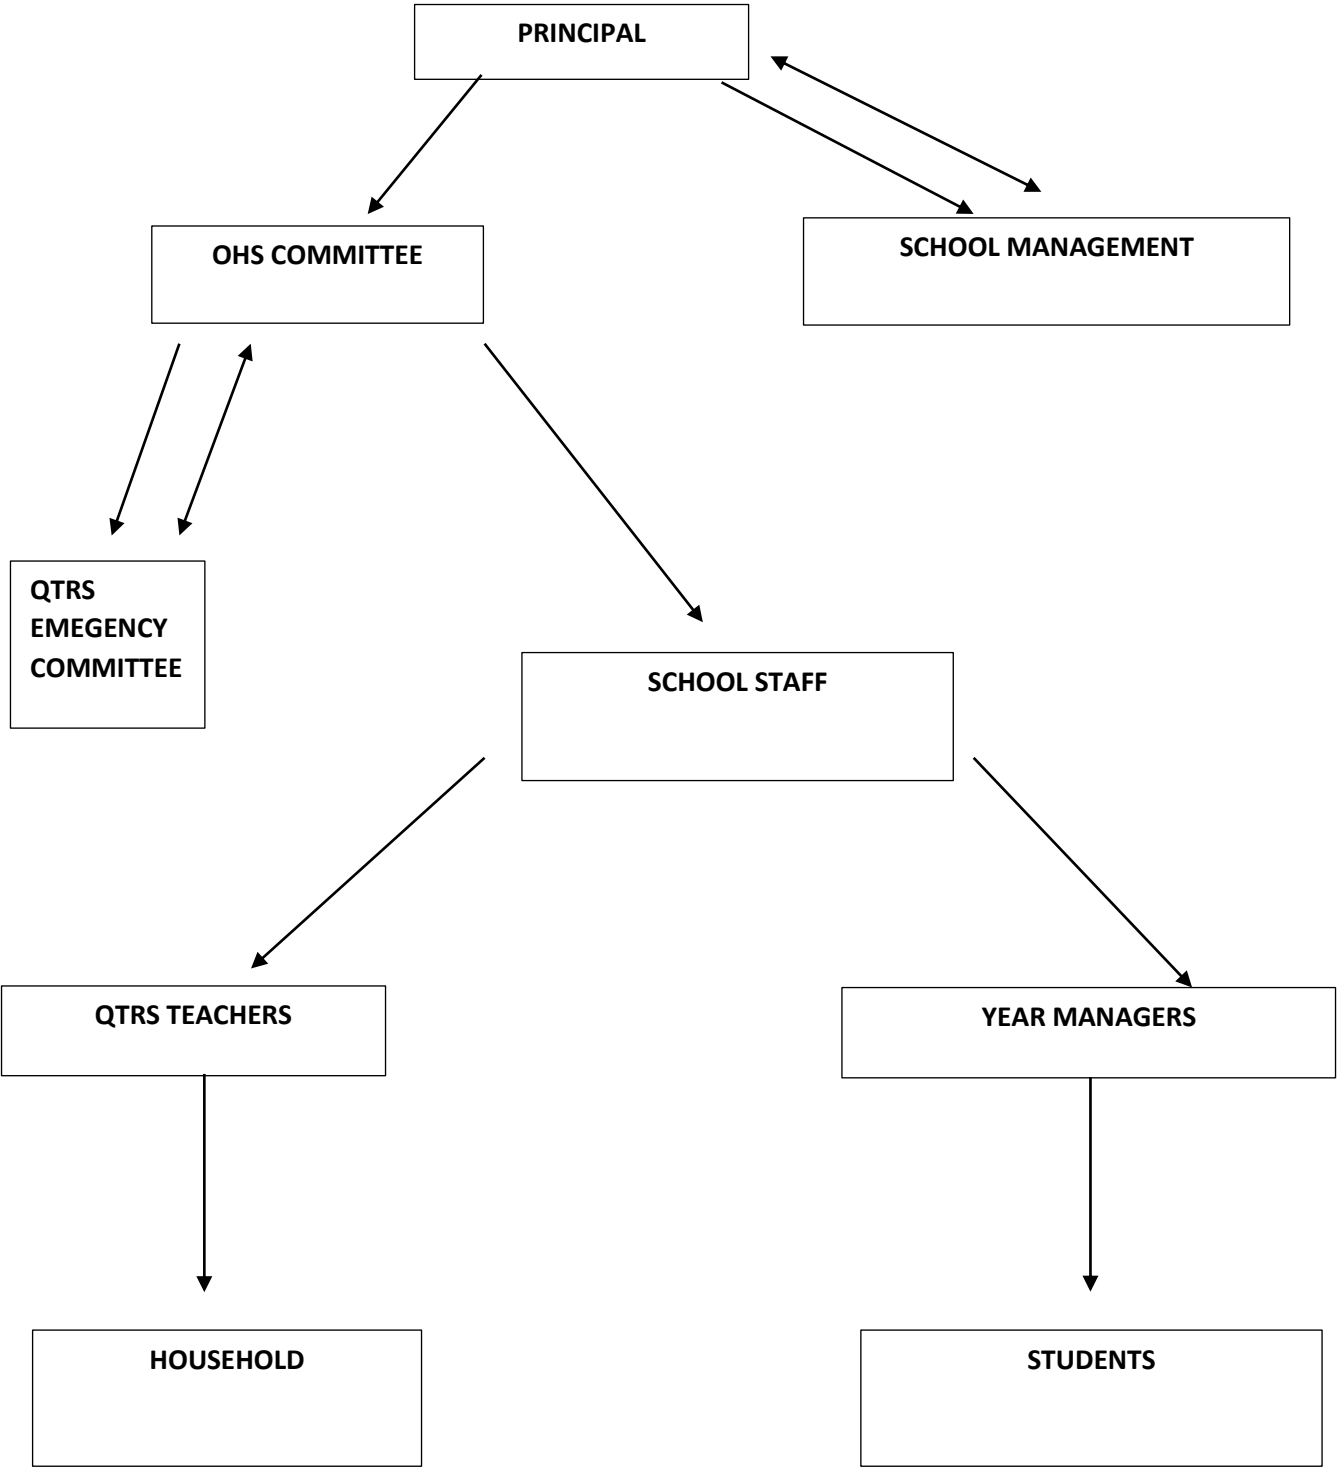 PRINCIPAL
OHS COMMITTEE
SCHOOL MANAGEMENT
QTRS
EMEGENCY
COMMITTEE
SCHOOL STAFF
QTRS TEACHERS
YEAR MANAGERS
HOUSEHOLD
STUDENTS